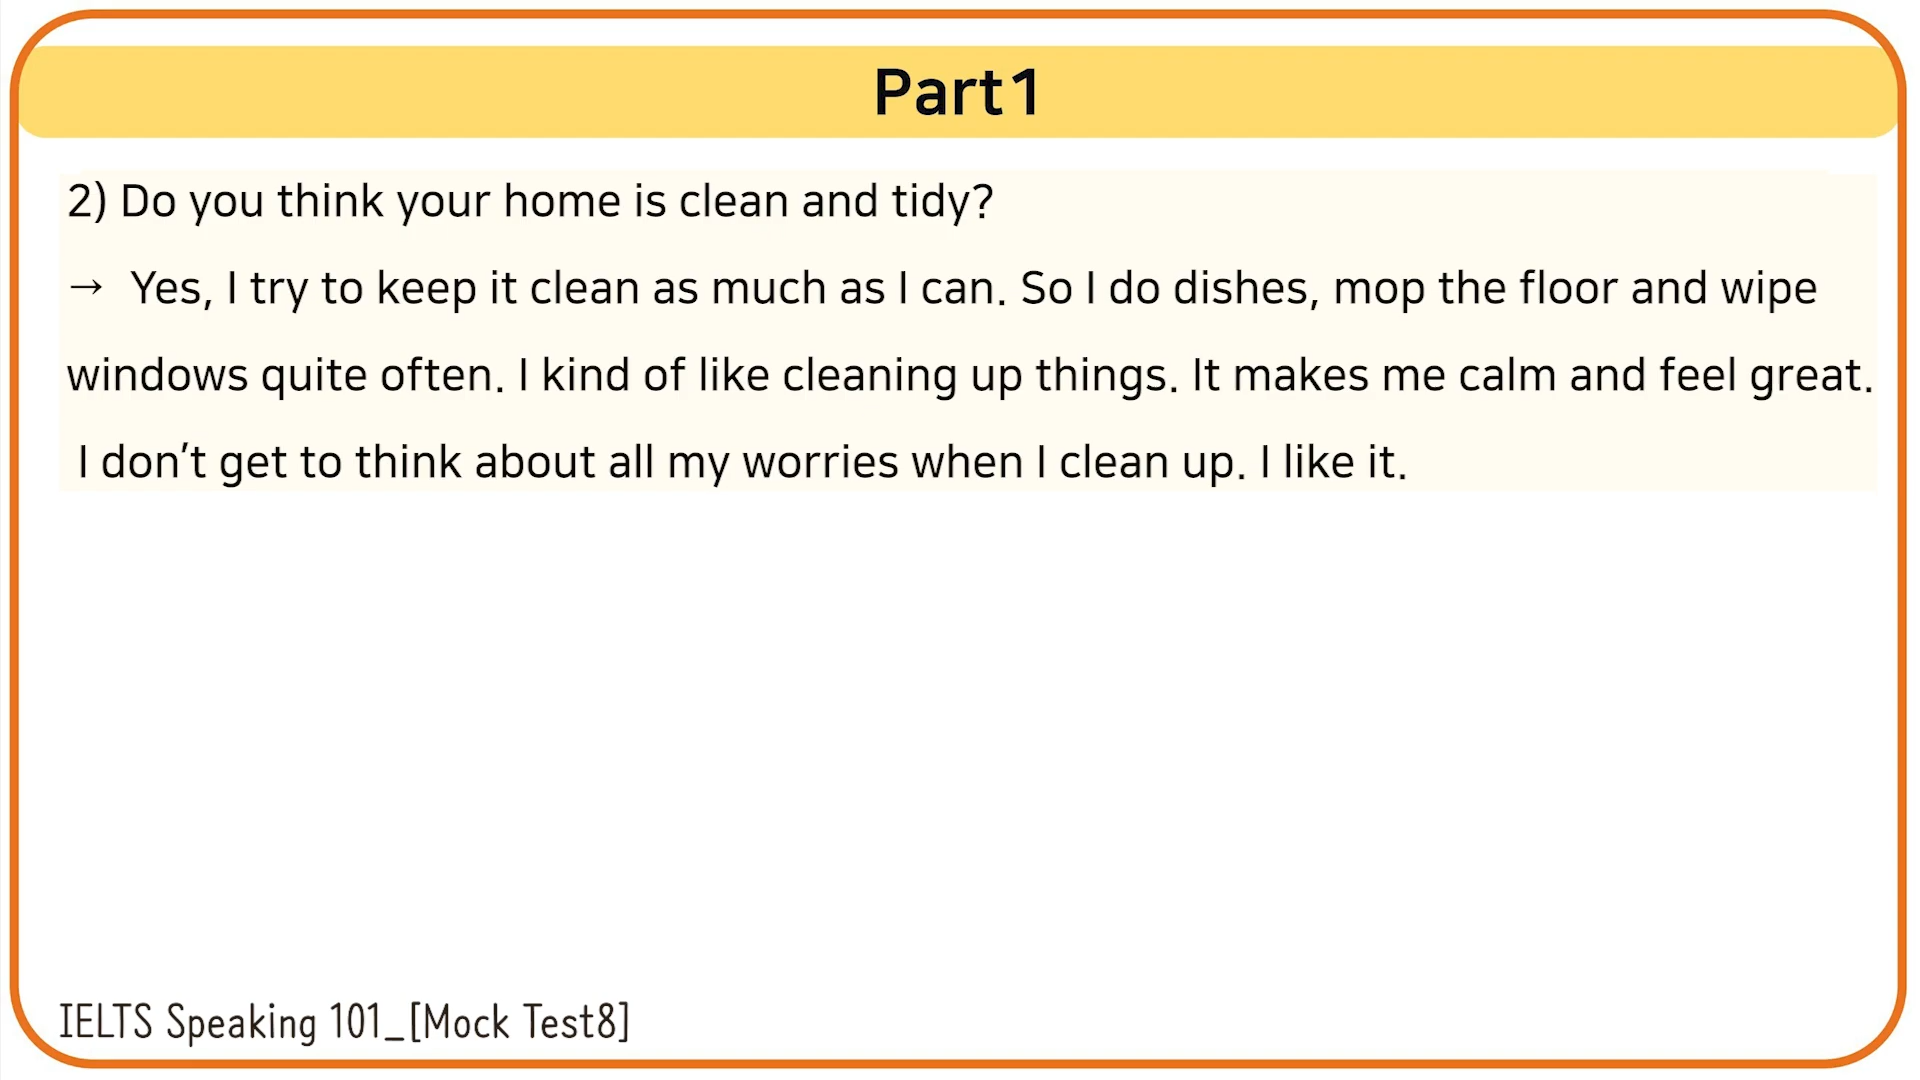 Part1
2) Do you think your home is clean and tidy?
→ Yes, I try to keep it clean as much as I can. So I do dishes, mop the floor and wipe
windows quite often. I kind of like cleaning up things. It makes me calm and feel great.
I don’t get to think about all my worries when I clean up. I like it.
IELTS Speaking 101_[Mock Test8]